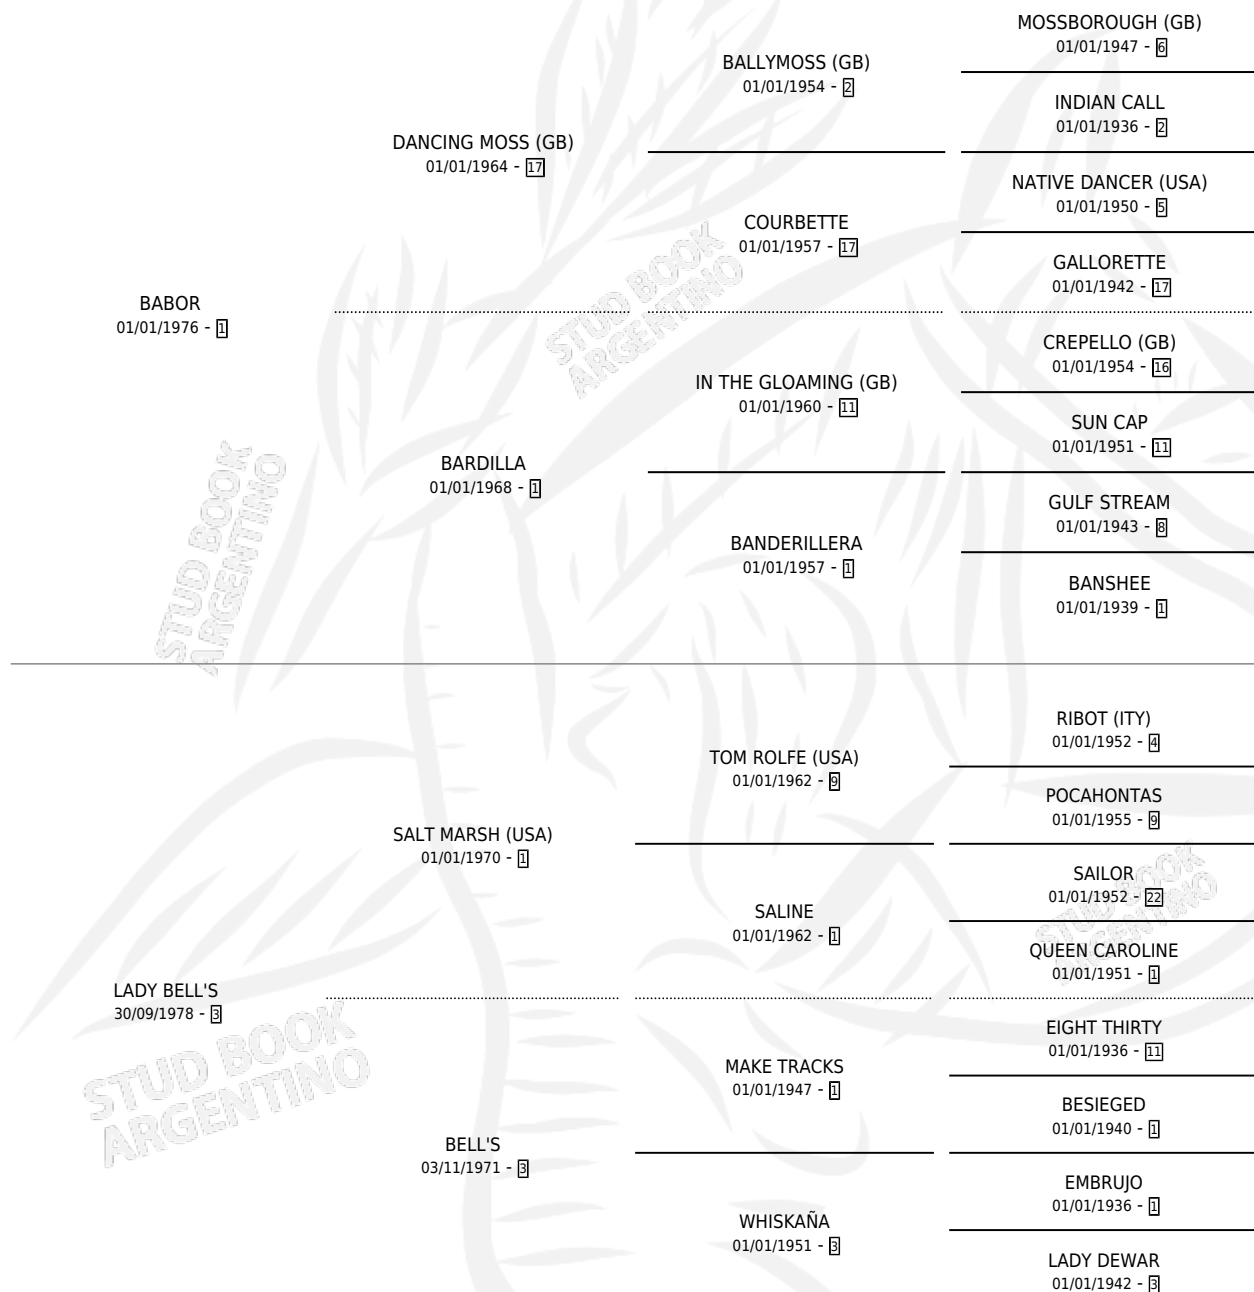 MOSSBOROUGH (GB)
01/01/1947 - 6
BALLYMOSS (GB)
01/01/1954 - 2
INDIAN CALL
01/01/1936 - 2
DANCING MOSS (GB)
01/01/1964 - 17
NATIVE DANCER (USA)
01/01/1950 - 5
COURBETTE
01/01/1957 - 17
GALLORETTE
01/01/1942 - 17
BABOR
01/01/1976 - 1
CREPELLO (GB)
01/01/1954 - 16
IN THE GLOAMING (GB)
01/01/1960 - 11
SUN CAP
01/01/1951 - 11
BARDILLA
01/01/1968 - 1
GULF STREAM
01/01/1943 - 8
BANDERILLERA
01/01/1957 - 1
BANSHEE
01/01/1939 - 1
RIBOT (ITY)
01/01/1952 - 4
TOM ROLFE (USA)
01/01/1962 - 9
POCAHONTAS
01/01/1955 - 9
SALT MARSH (USA)
01/01/1970 - 1
SAILOR
01/01/1952 - 22
SALINE
01/01/1962 - 1
QUEEN CAROLINE
01/01/1951 - 1
LADY BELL'S
30/09/1978 - 3
EIGHT THIRTY
01/01/1936 - 11
MAKE TRACKS
01/01/1947 - 1
BESIEGED
01/01/1940 - 1
BELL'S
03/11/1971 - 3
EMBRUJO
01/01/1936 - 1
WHISKAÑA
01/01/1951 - 3
LADY DEWAR
01/01/1942 - 3
STUD BOOK
ARGENTINO
STUD BOOK
ARGENTINO
STUD BOOK
ARGENTINO
STUD BOOK
ARGENTINO